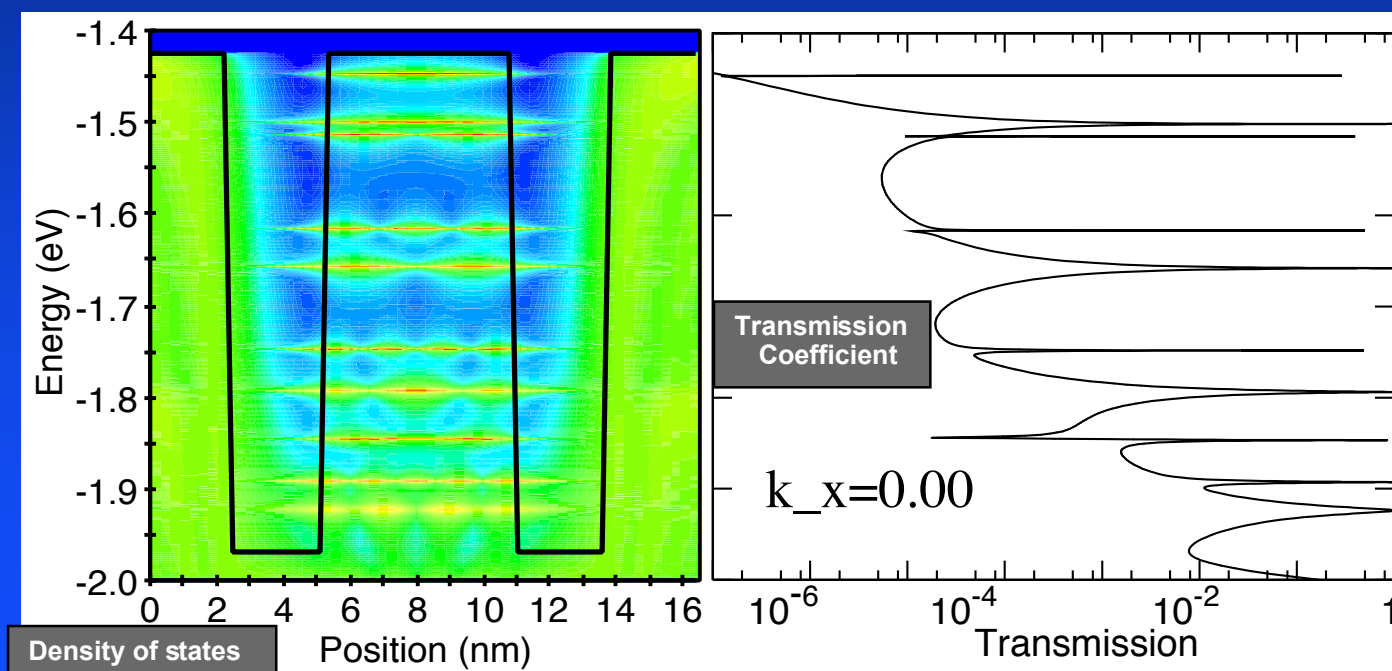 -1.4
-1.5
-1.6
-1.7
-1.8
-1.9
-2.0
Energy (eV)
0 2 4 6 8 10 12 14 16
Position (nm)
Density of states
Transmission
Coefficient
k_x=0.00
10-6 10-4 10-2 1
Transmission